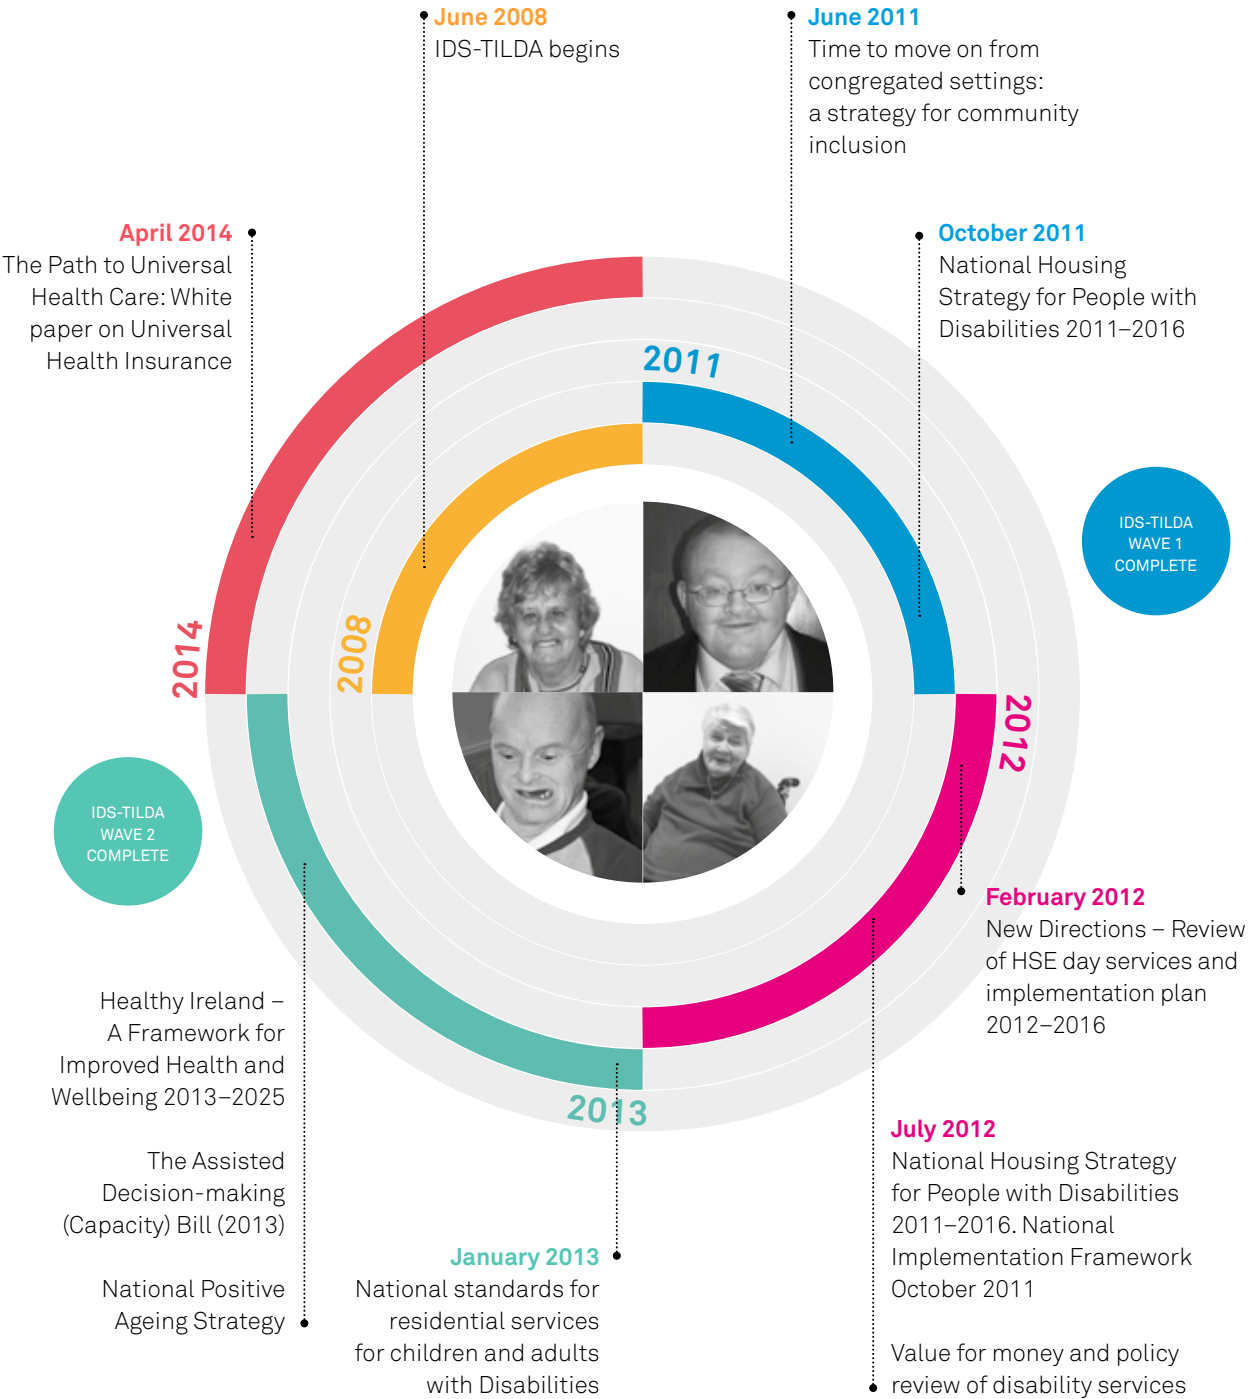 June 2008
IDS-TILDA begins
June 2011
Time to move on from
congregated settings:
a strategy for community
inclusion
April 2014
The Path to Universal
Health Care: White
paper on Universal
Health Insurance
October 2011
National Housing
Strategy for People with
Disabilities 2011–2016
2011
IDS-TILDA
WAVE 1
COMPLETE
2014
2008
2012
IDS-TILDA
WAVE 2
COMPLETE
February 2012
New Directions – Review
of HSE day services and
implementation plan
2012–2016
Healthy Ireland –
A Framework for
Improved Health and
Wellbeing 2013–2025
The Assisted
Decision-making
(Capacity) Bill (2013)
National Positive
Ageing Strategy
2013
January 2013
National standards for
residential services
for children and adults
with Disabilities
July 2012
National Housing Strategy
for People with Disabilities
2011–2016. National
Implementation Framework
October 2011
Value for money and policy
review of disability services